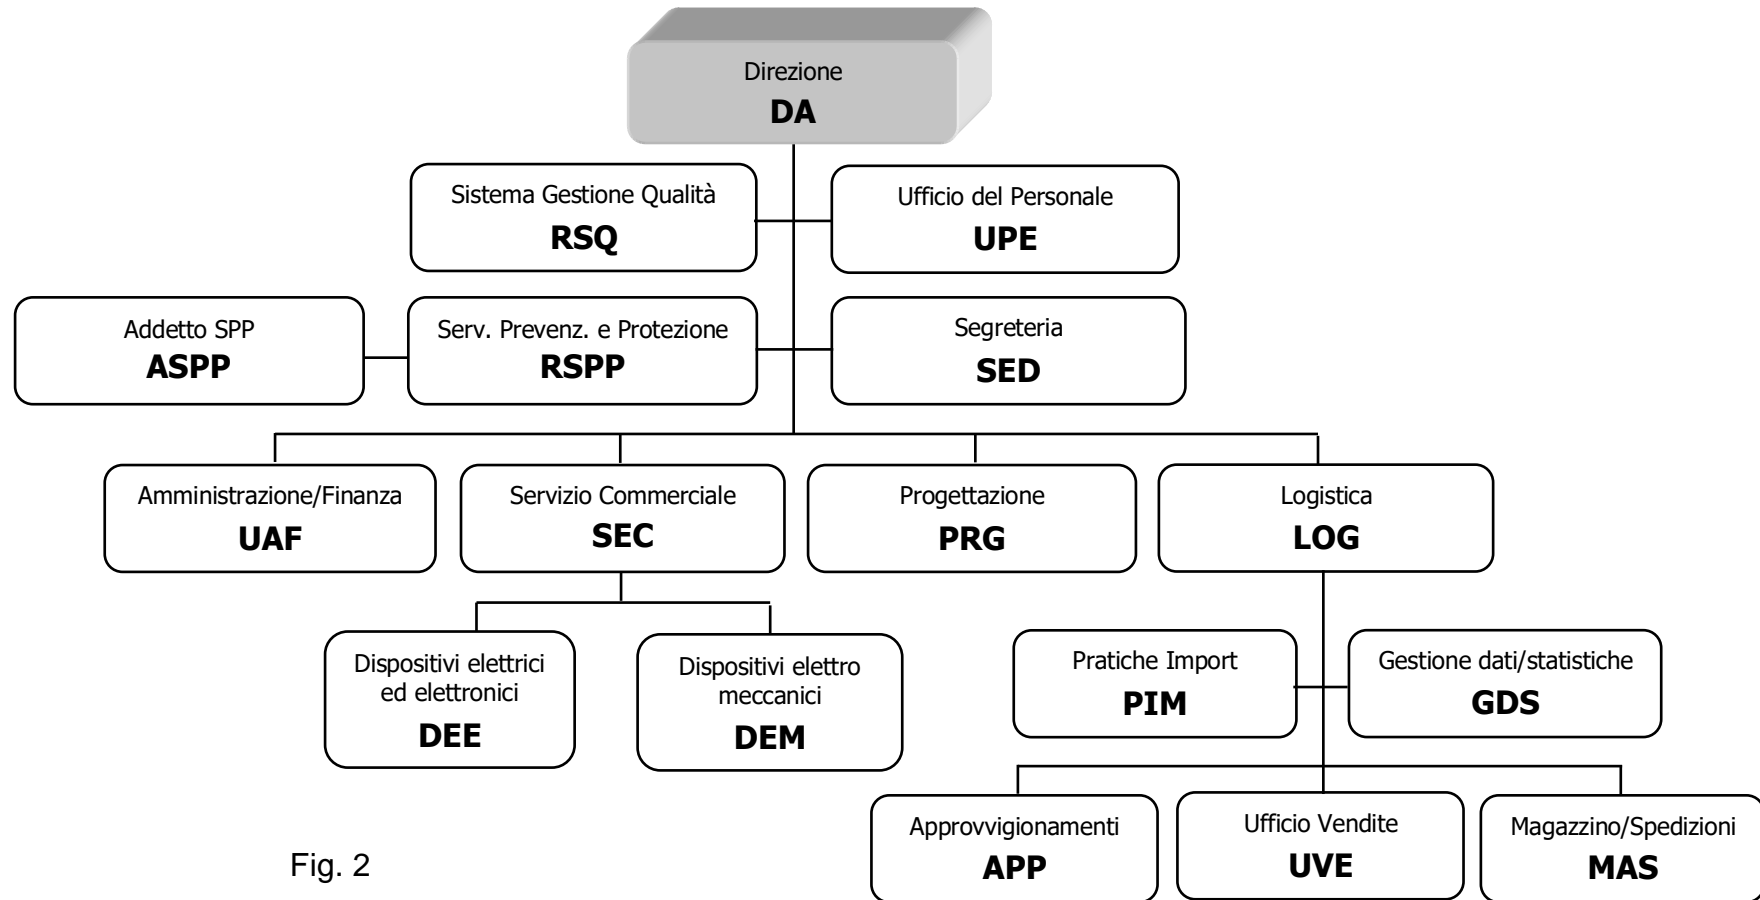 Direzione
DA
Sistema Gestione Qualità
RSQ
Ufficio del Personale
UPE
Addetto SPP
ASPP
Serv. Prevenz. e Protezione
RSPP
Segreteria
SED
Amministrazione/Finanza
UAF
Servizio Commerciale
SEC
Progettazione
PRG
Logistica
LOG
Dispositivi elettrici
ed elettronici
DEE
Dispositivi elettro
meccanici
DEM
Pratiche Import
PIM
Gestione dati/statistiche
GDS
Approvvigionamenti
APP
Ufficio Vendite
UVE
Magazzino/Spedizioni
MAS
Fig. 2